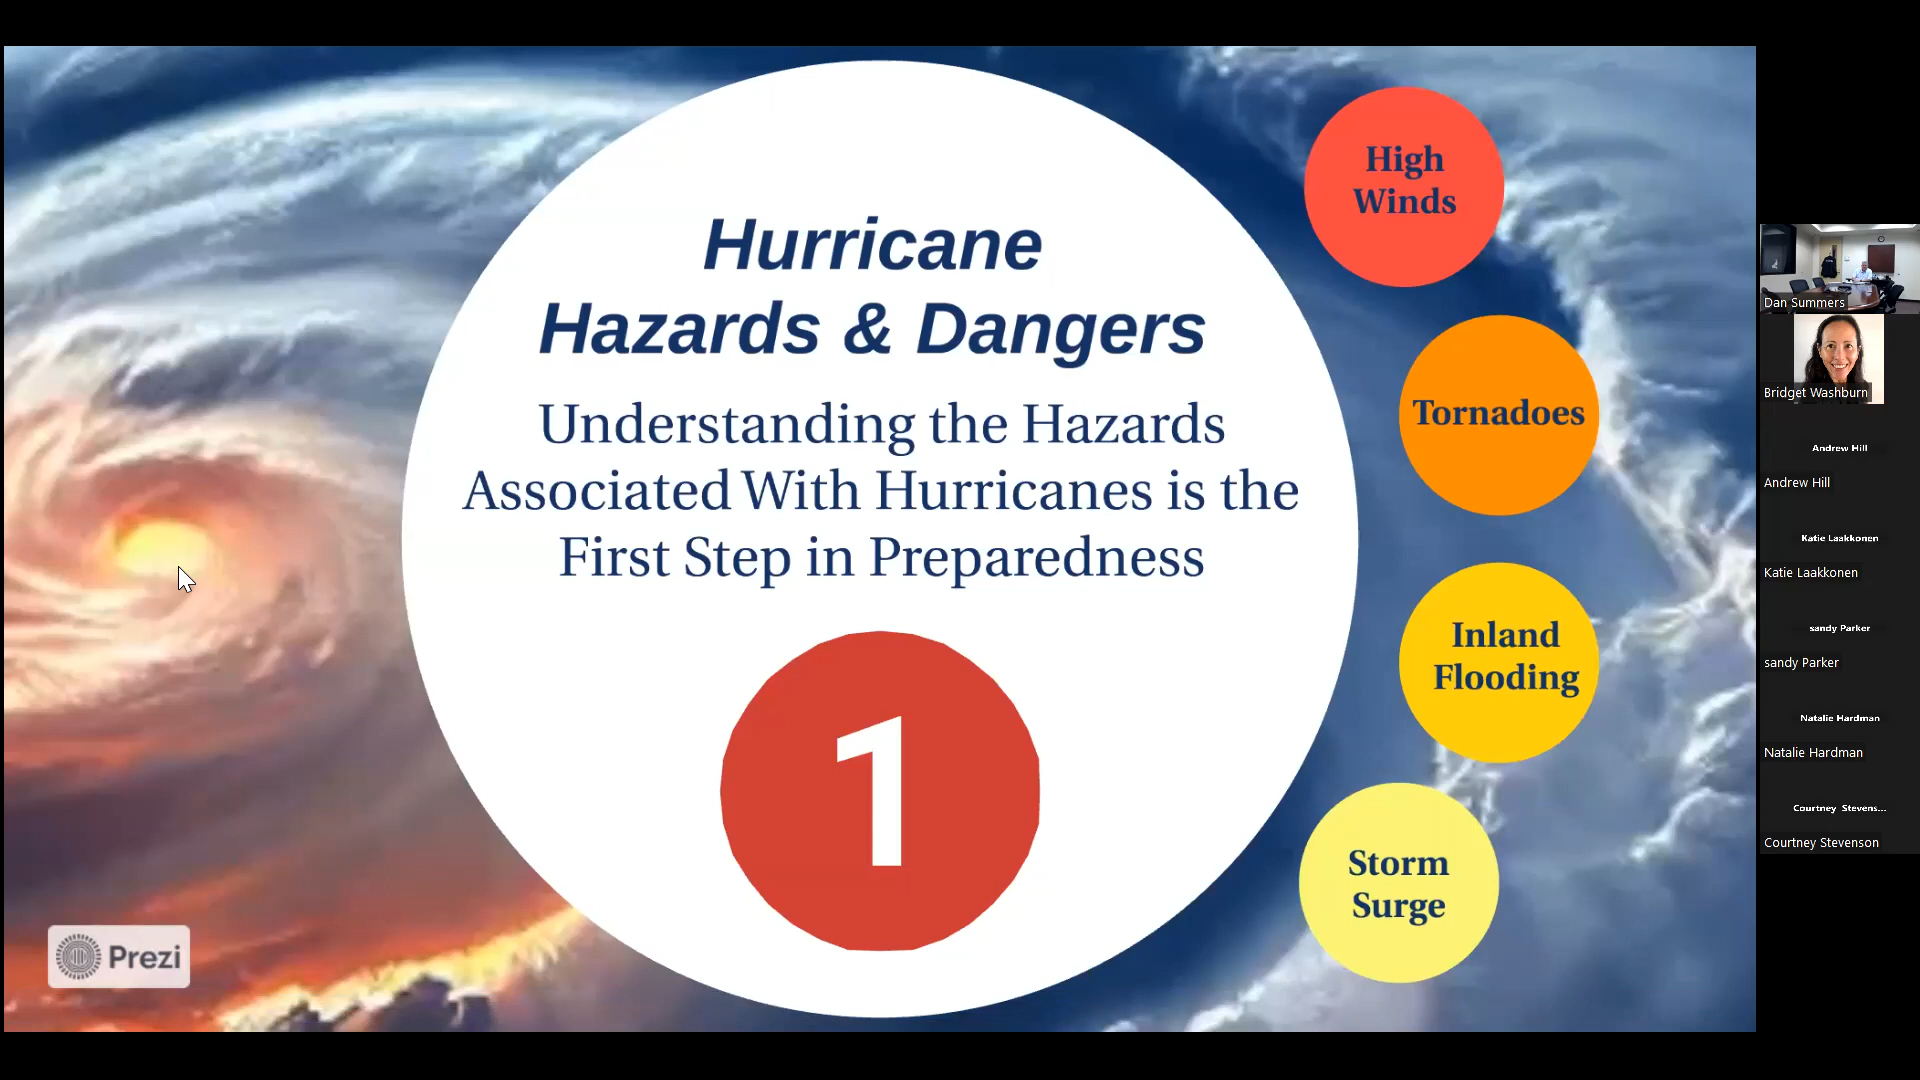 Hurricane
Hazards & Dangers
Understanding the Hazards
Associated With Hurricanes is the
First Step in Preparedness
1
High
Winds
Tornadoes
Inland
Flooding
Storm
Surge
Prezi
Dan Summers
Bridget Washburn
Andrew Hill
Andrew Hill
Katie Laakkonen
Katie Laakkonen
sandy Parker
sandy Parker
Natalie Hardman
Natalie Hardman
Courtney Stevens...
Courtney Stevenson